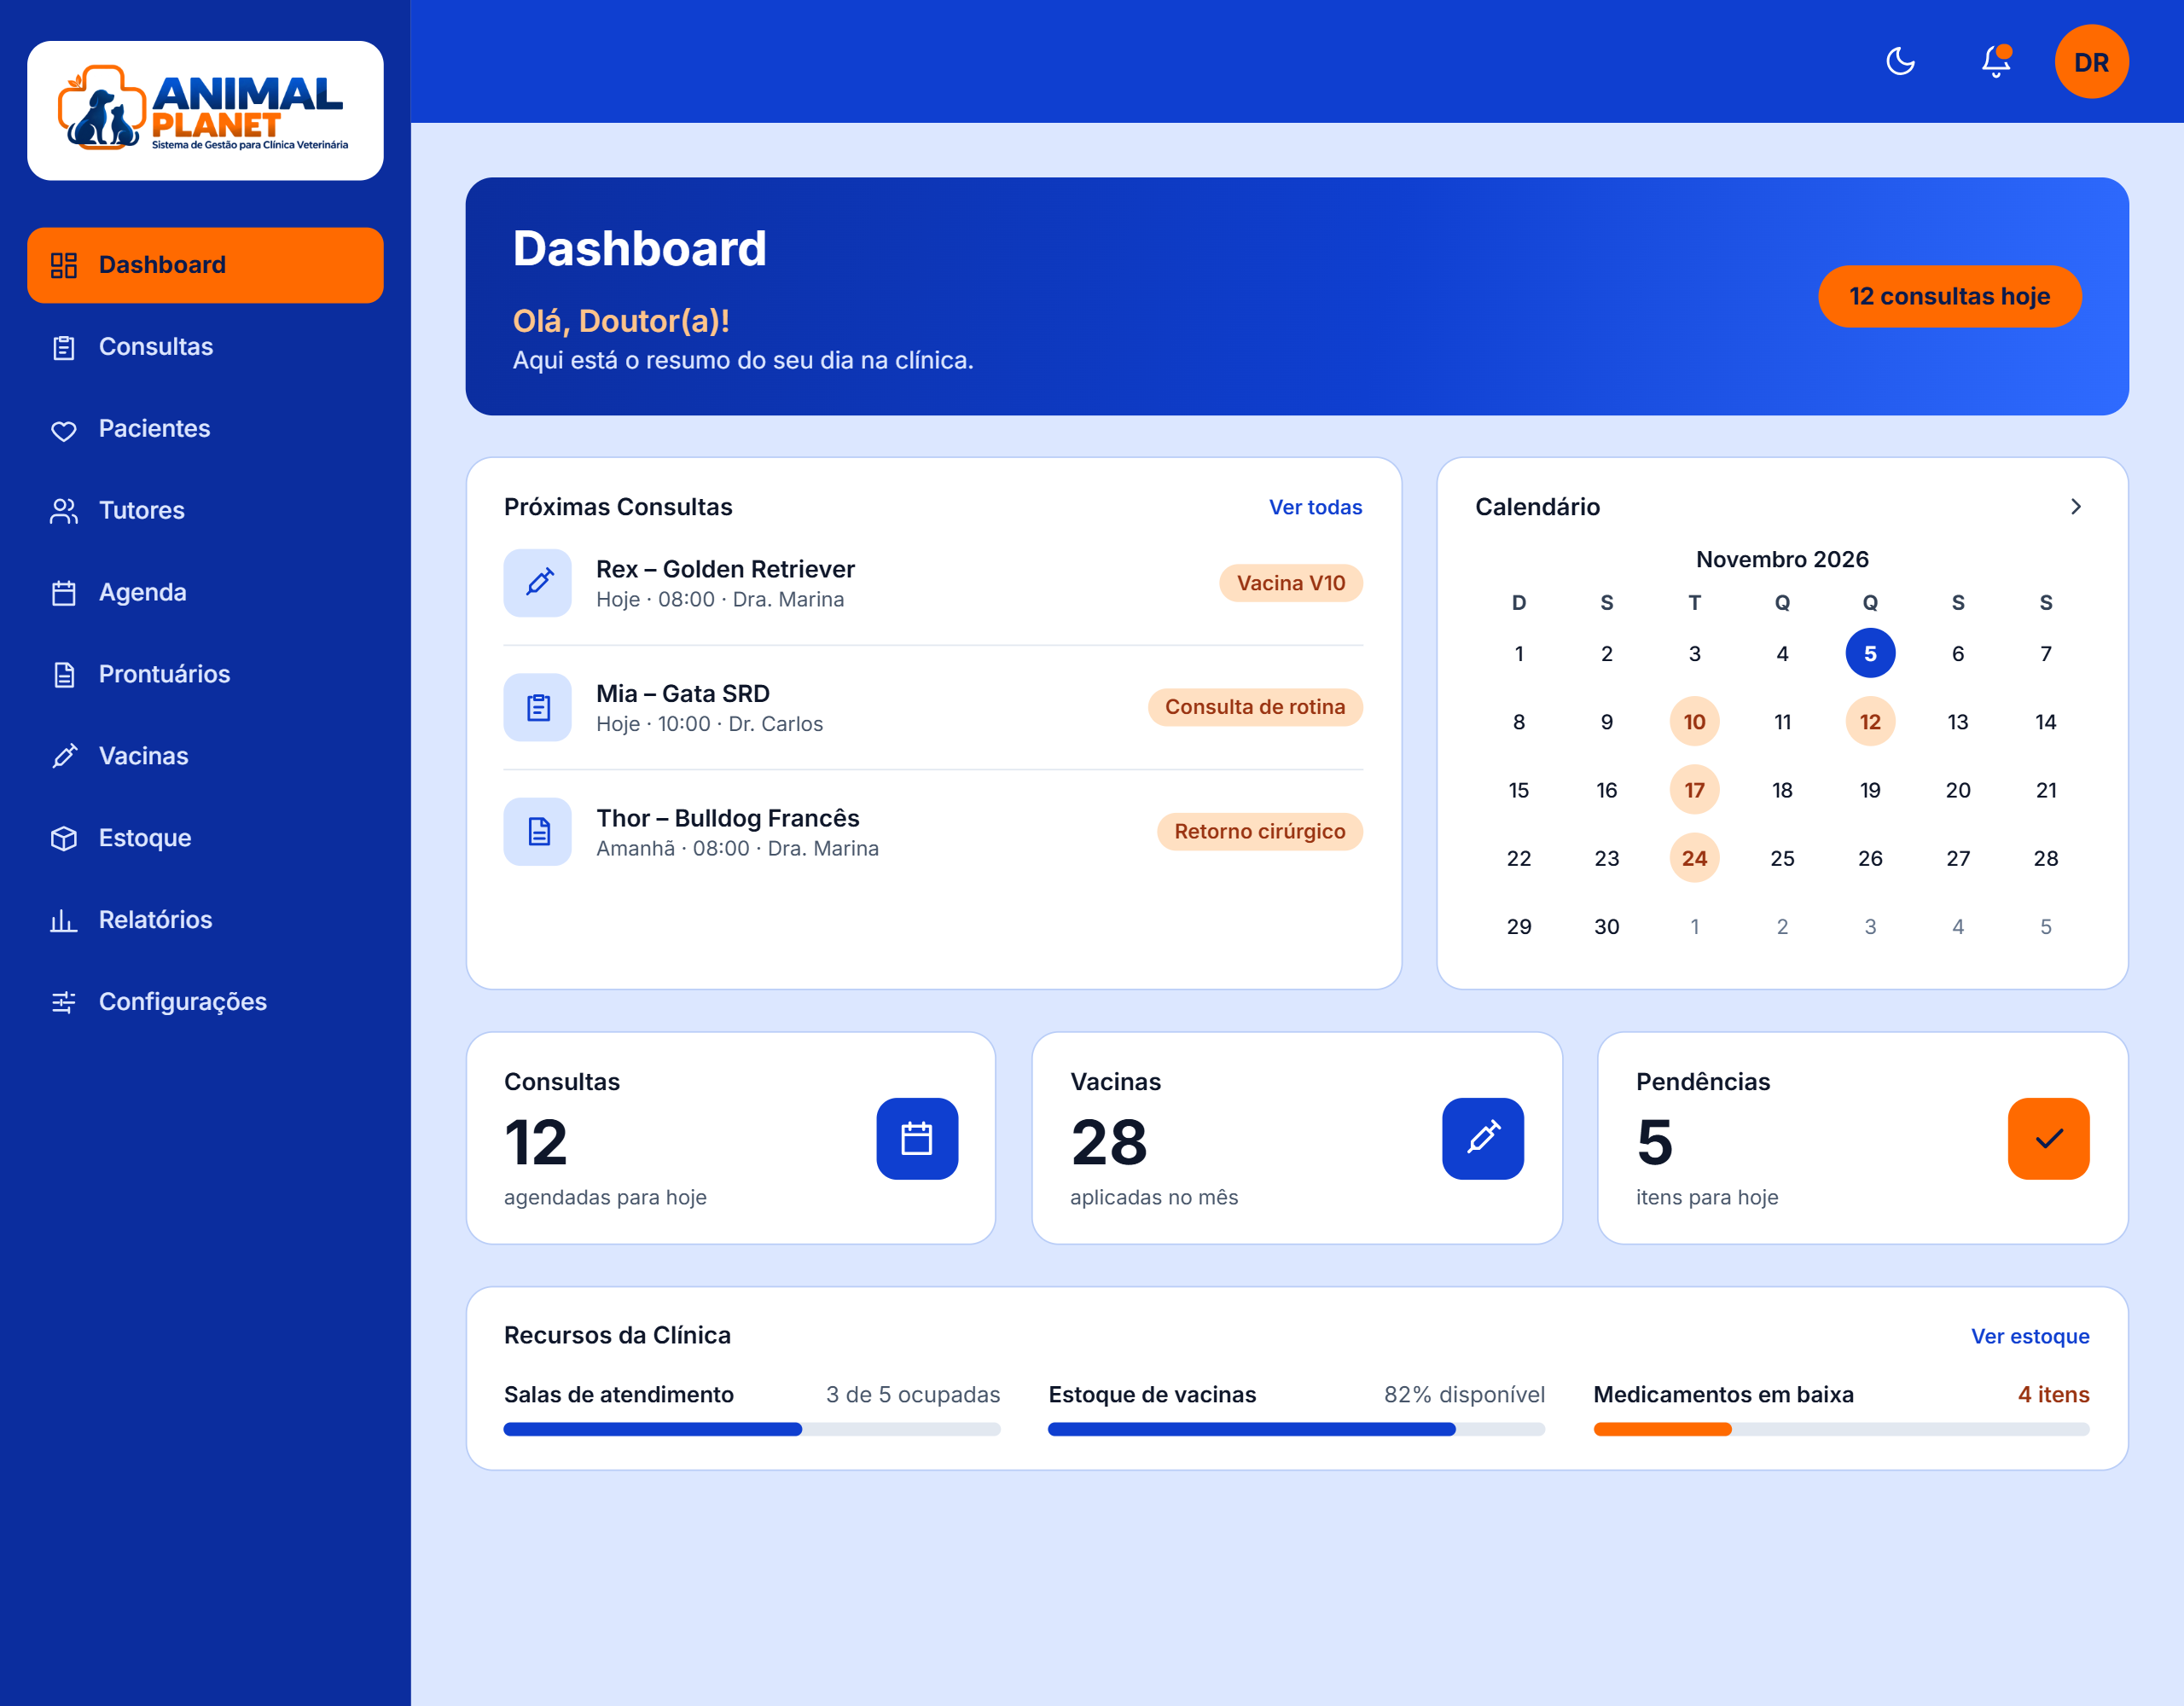 ANIMAL
PLANET
Sistema de Gestão para Clínica Veterinária
Dashboard
Consultas
Pacientes
Tutores
Agenda
Prontuários
Vacinas
Estoque
Relatórios
Configurações
DR
Dashboard
Olá, Doutor(a)!
Aqui está o resumo do seu dia na clínica.
12 consultas hoje
Próximas Consultas
Ver todas
Rex – Golden Retriever
Hoje · 08:00 · Dra. Marina
Vacina V10
Mia – Gata SRD
Hoje · 10:00 · Dr. Carlos
Consulta de rotina
Thor – Bulldog Francês
Amanhã · 08:00 · Dra. Marina
Retorno cirúrgico
Calendário
Novembro 2026
D S T Q Q S S
1 2 3 4 5 6 7
8 9 10 11 12 13 14
15 16 17 18 19 20 21
22 23 24 25 26 27 28
29 30 1 2 3 4 5
Consultas
12
agendadas para hoje
Vacinas
28
aplicadas no mês
Pendências
5
itens para hoje
Recursos da Clínica
Ver estoque
Salas de atendimento
3 de 5 ocupadas
Estoque de vacinas
82% disponível
Medicamentos em baixa
4 itens